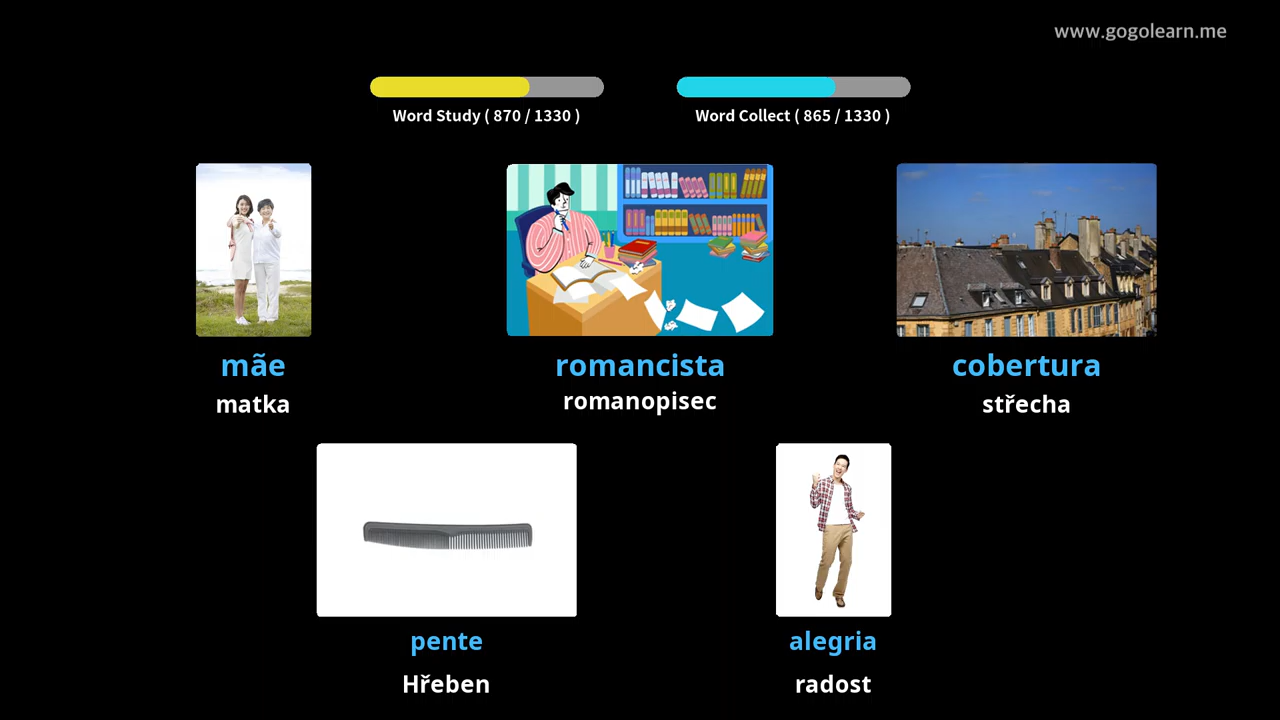 www.gogolearn.me
Word Study ( 870 / 1330 )
Word Collect ( 865 / 1330 )
mãe
matka
romancista
romanopisec
cobertura
střecha
pente
Hřeben
alegria
radost